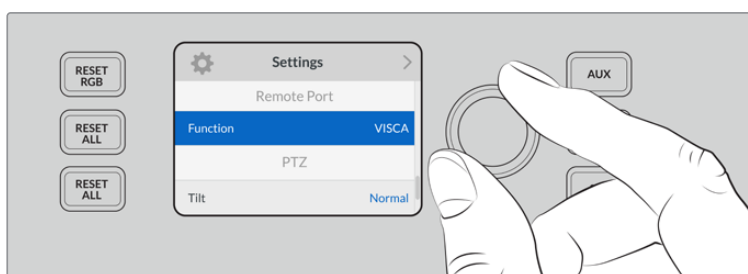 RESET
RGB
RESET
ALL
RESET
ALL
Settings
Remote Port
Function VISCA
PTZ
Tilt Normal
AUX